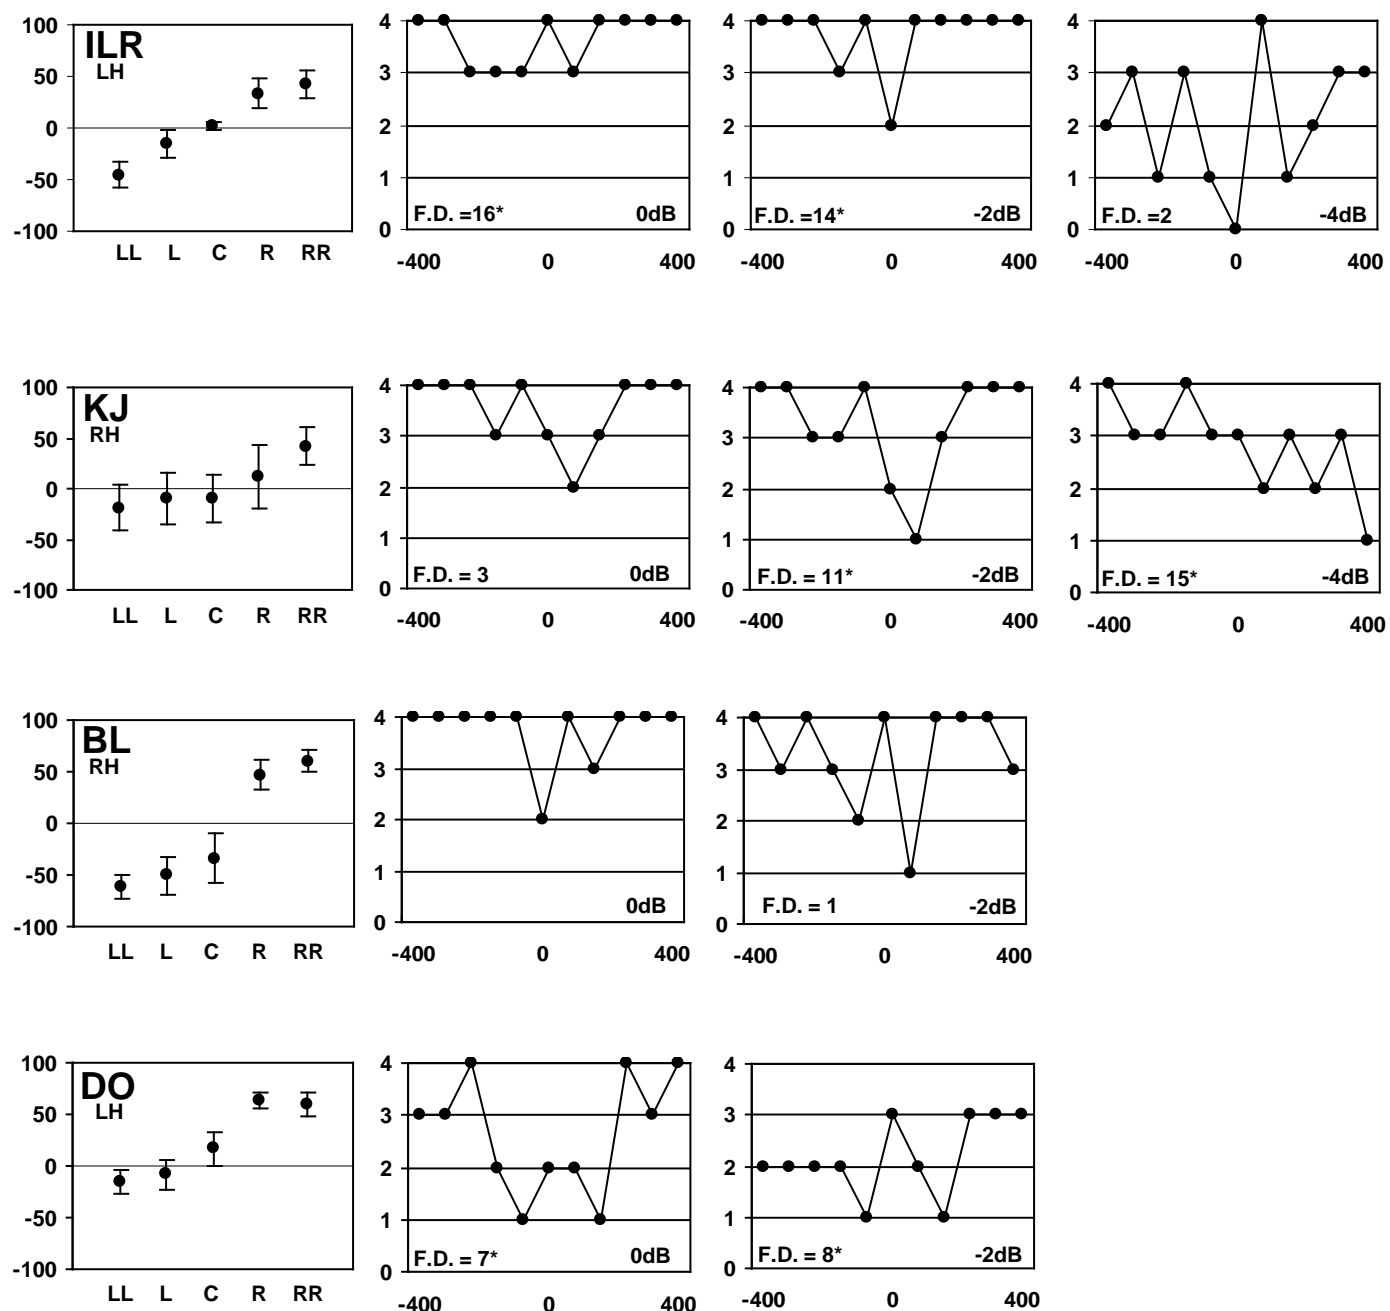 ILR
LH
100
50
0
-50
-100
LL L C R RR
4
3
2
1
0
F.D. =16* 0dB
-400 0 400
4
3
2
1
0
F.D. =14* -2dB
-400 0 400
4
3
2
1
0
F.D. =2 -4dB
-400 0 400
KJ
RH
100
50
0
-50
-100
LL L C R RR
4
3
2
1
0
F.D. = 3 0dB
-400 0 400
4
3
2
1
0
F.D. = 11* -2dB
-400 0 400
4
3
2
1
0
F.D. = 15* -4dB
-400 0 400
BL
RH
100
50
0
-50
-100
LL L C R RR
4
3
2
1
0
0dB
-400 0 400
4
3
2
1
0
F.D. = 1 -2dB
-400 0 400
DO
LH
100
50
0
-50
-100
LL L C R RR
4
3
2
1
0
F.D. = 7* 0dB
-400 0 400
4
3
2
1
0
F.D. = 8* -2dB
-400 0 400